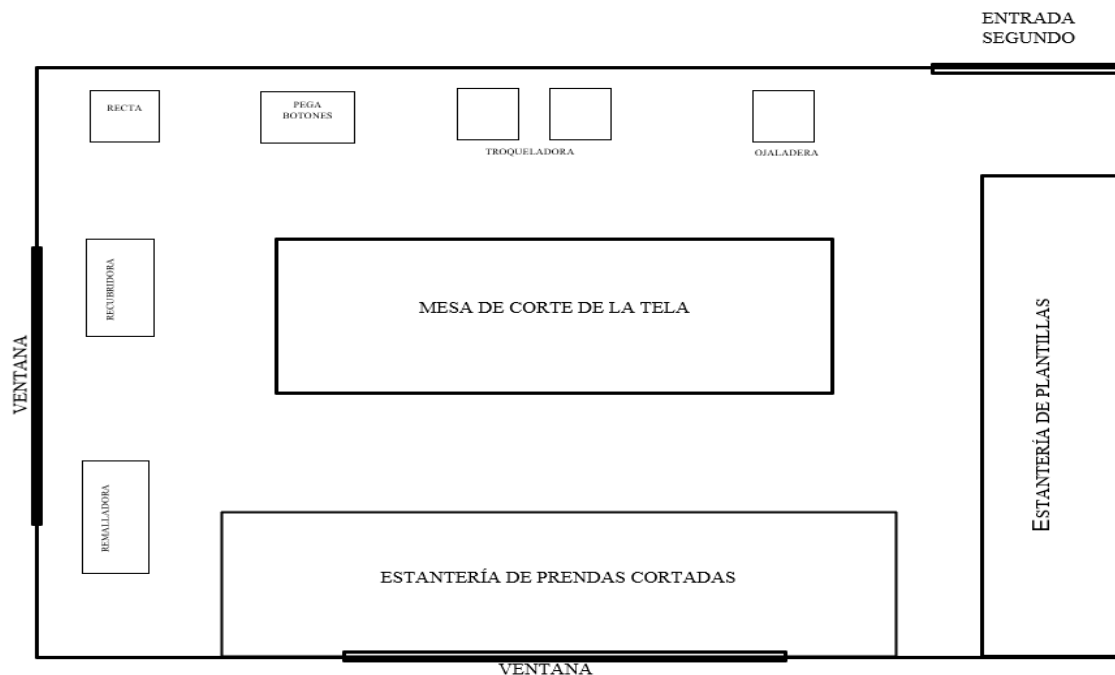 ENTRADA
SEGUNDO
RECTA
PEGA
BOTONES
TROQUELADORA
OJALADERA
RECUBRIDORA
MESA DE CORTE DE LA TELA
VENTANA
ESTANTERÍA DE PLANTILLAS
REMALLADORA
ESTANTERÍA DE PRENDAS CORTADAS
VENTANA